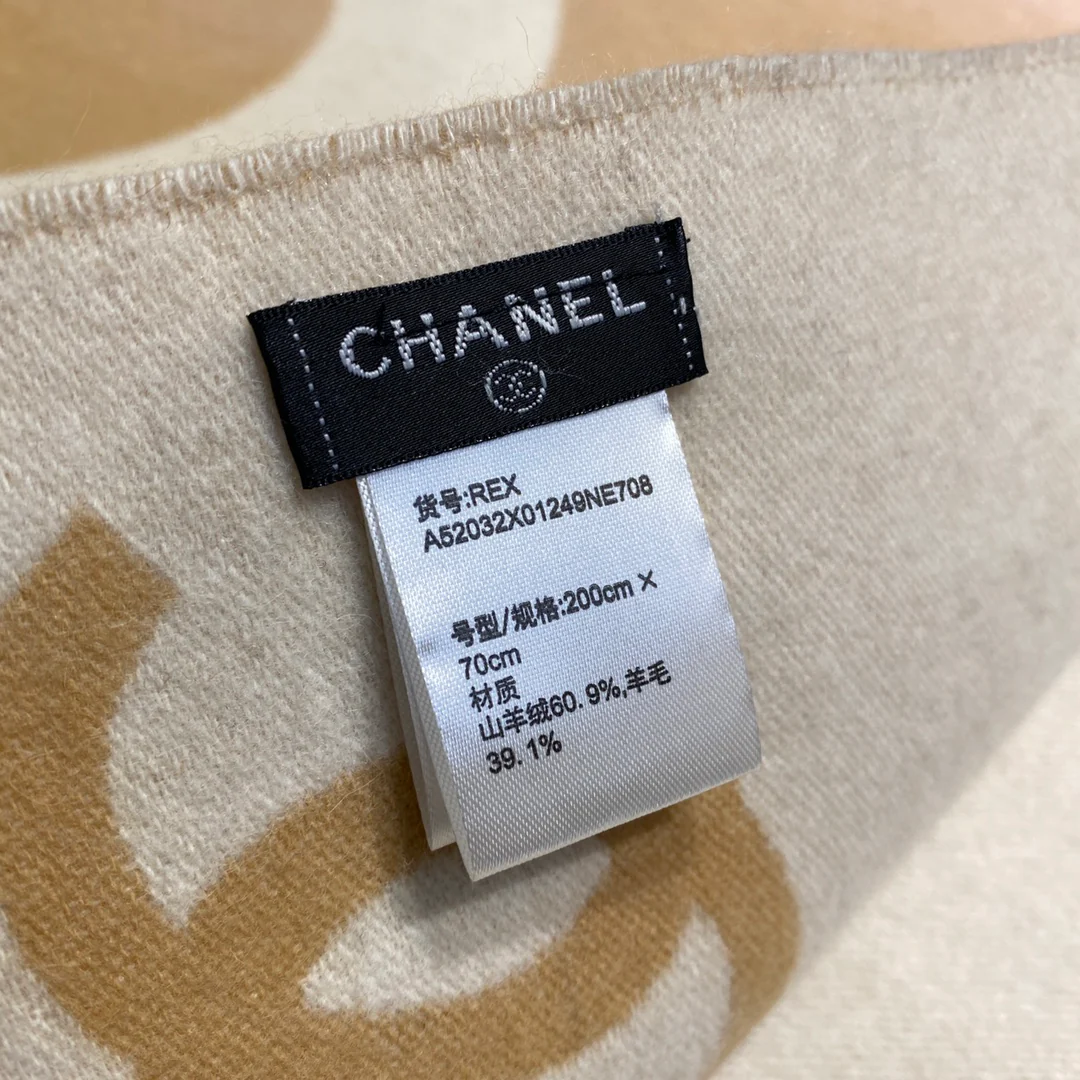 CHANEL
货号:REX
A52032X01249NE708
号型/规格:200cm ×
70cm
材质
山羊绒60.9%,羊毛
39.1%